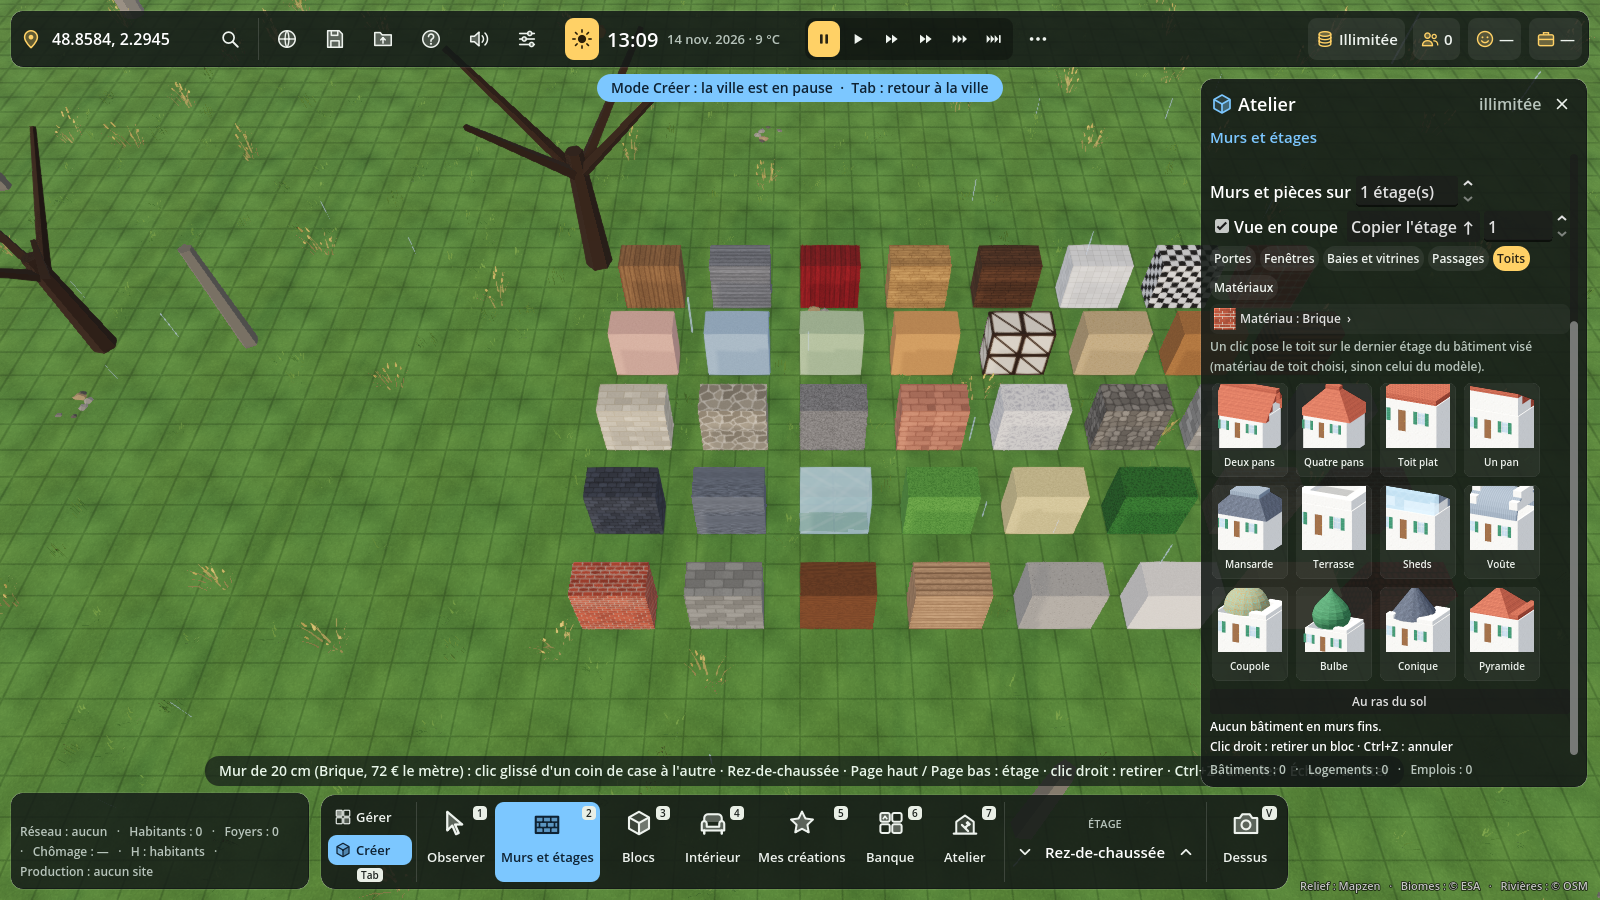 48.8584, 2.2945
13:09
14 nov. 2026 · 9 °C
Illimitée
0
—
—
Mode Créer : la ville est en pause · Tab : retour à la ville
Atelier
illimitée
Murs et étages
Murs et pièces sur 1 étage(s)
Vue en coupe Copier l'étage ↑ 1
Portes Fenêtres Baies et vitrines Passages Toits
Matériaux
Matériau : Brique ›
Un clic pose le toit sur le dernier étage du bâtiment visé
(matériau de toit choisi, sinon celui du modèle).
Deux pans Quatre pans Toit plat Un pan
Mansarde Terrasse Sheds Voûte
Coupole Bulbe Conique Pyramide
Au ras du sol
Aucun bâtiment en murs fins.
Clic droit : retirer un bloc · Ctrl+Z : annuler
Bâtiments : 0 · Logements : 0 · Emplois : 0
Mur de 20 cm (Brique, 72 € le mètre) : clic glissé d'un coin de case à l'autre · Rez-de-chaussée · Page haut / Page bas : étage · clic droit : retirer · Ctrl-
Réseau : aucun · Habitants : 0 · Foyers : 0
· Chômage : — · H : habitants ·
Production : aucun site
Gérer
Créer
Tab
1
Observer
2
Murs et étages
3
Blocs
4
Intérieur
5
Mes créations
6
Banque
7
Atelier
ÉTAGE
Rez-de-chaussée
V
Dessus
Relief : Mapzen · Biomes : © ESA · Rivières : © OSM